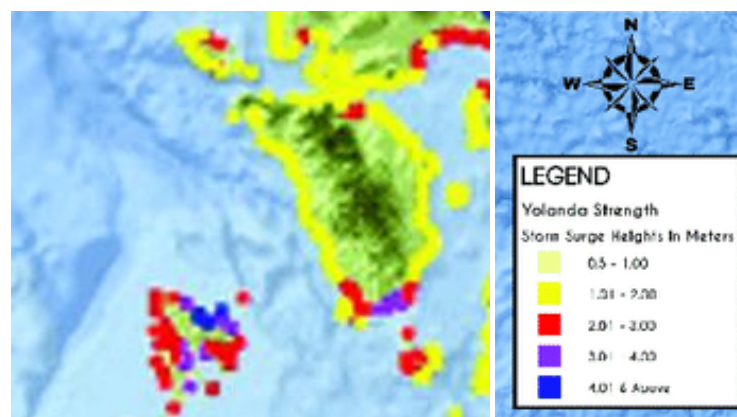 N
W E
S
LEGEND
Yolanda Strength
Storm Surge Heights In Meters
0.5 - 1.00
1.01 - 2.00
2.01 - 3.00
3.01 - 4.00
4.01 & Above